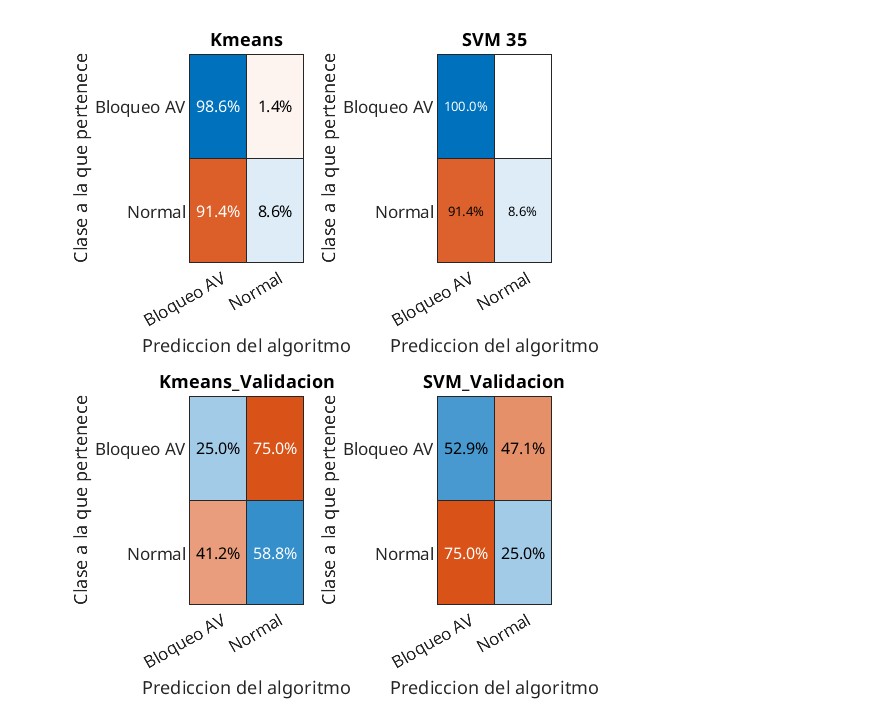 Kmeans
Clase a la que pertenece
Bloqueo AV
98.6%
1.4%
Normal
91.4%
8.6%
Bloqueo AV
Normal
Prediccion del algoritmo
SVM 35
Clase a la que pertenece
Bloqueo AV
100.0%
Normal
91.4%
8.6%
Bloqueo AV
Normal
Prediccion del algoritmo
Kmeans_Validacion
Clase a la que pertenece
Bloqueo AV
25.0%
75.0%
Normal
41.2%
58.8%
Bloqueo AV
Normal
Prediccion del algoritmo
SVM_Validacion
Clase a la que pertenece
Bloqueo AV
52.9%
47.1%
Normal
75.0%
25.0%
Bloqueo AV
Normal
Prediccion del algoritmo